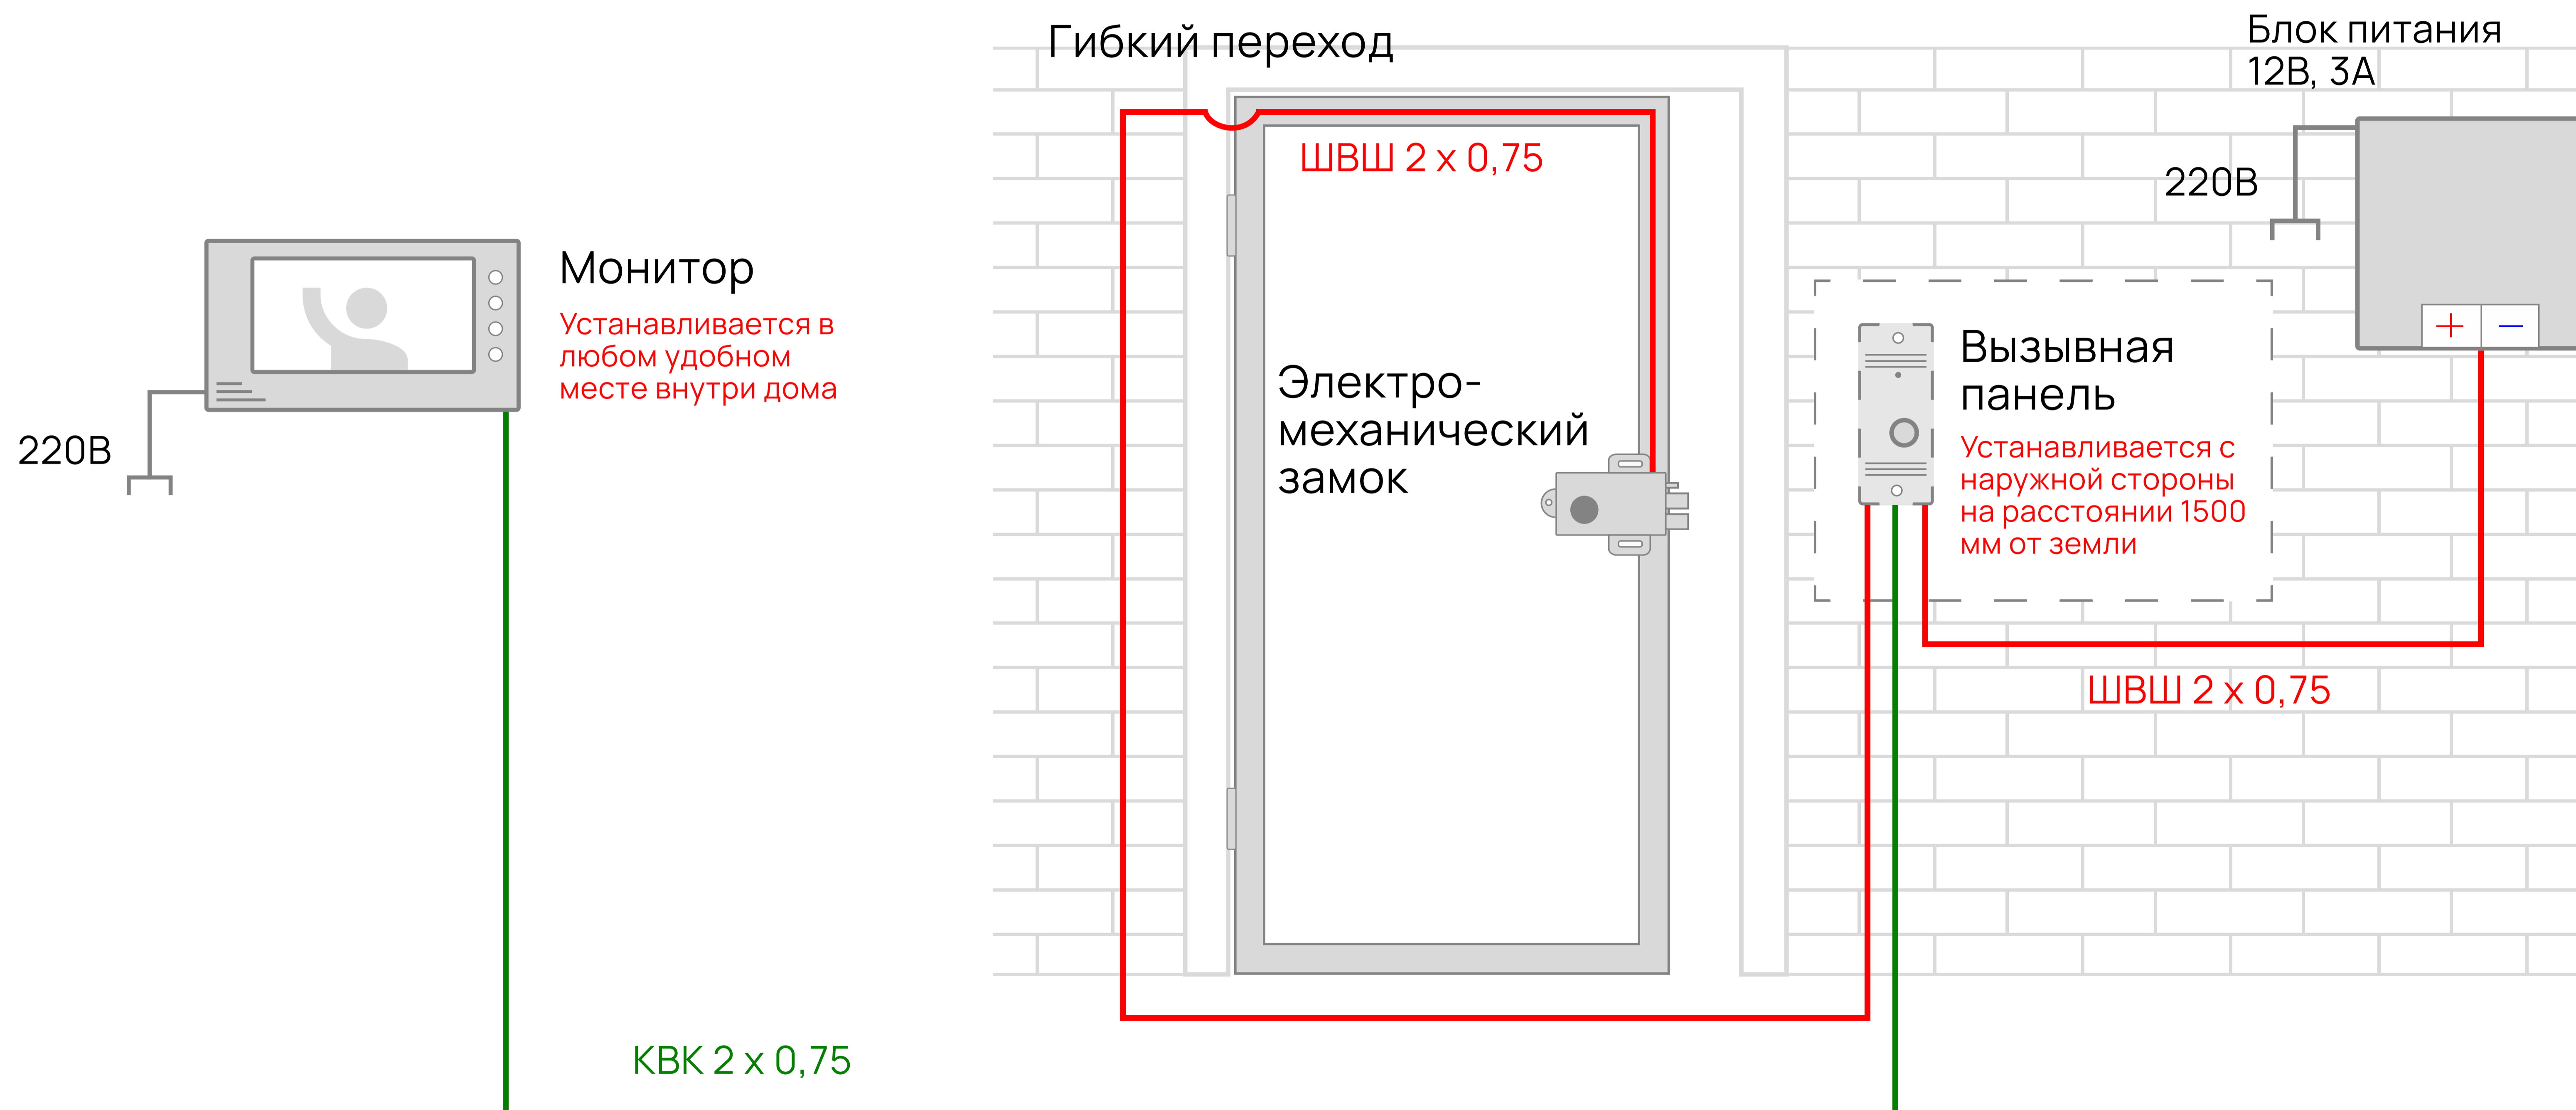 Гибкий переход
Блок питания
12В, 3А
ШВШ 2 х 0,75
220В
Монитор
Устанавливается в
любом удобном
месте внутри дома
220В
Электро-
механический
замок
+ −
Вызывная
панель
Устанавливается с
наружной стороны
на расстоянии 1500
мм от земли
ШВШ 2 х 0,75
КВК 2 х 0,75